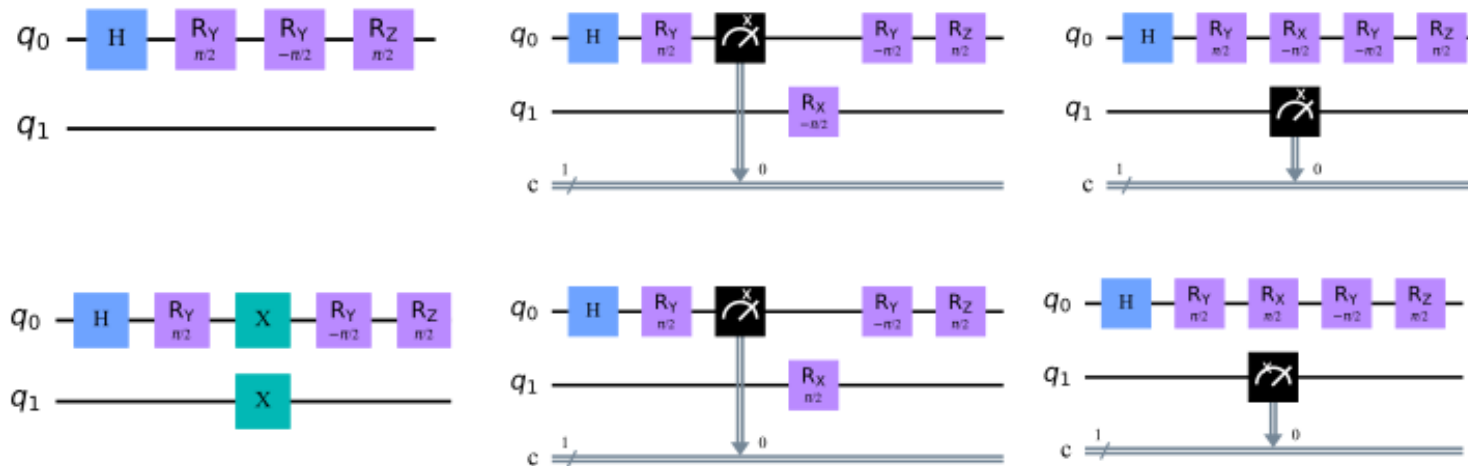 q0 H RY π/2 RY -π/2 RZ π/2
q1
q0 H RY π/2 X RY -π/2 RZ π/2
q1 RX -π/2
c 1 0
q0 H RY π/2 RX -π/2 RY -π/2 RZ π/2
q1 X
c 1 0
q0 H RY π/2 X RY -π/2 RZ π/2
q1 X
q0 H RY π/2 X RY -π/2 RZ π/2
q1 RX π/2
c 1 0
q0 H RY π/2 RX π/2 RY -π/2 RZ π/2
q1 X
c 1 0